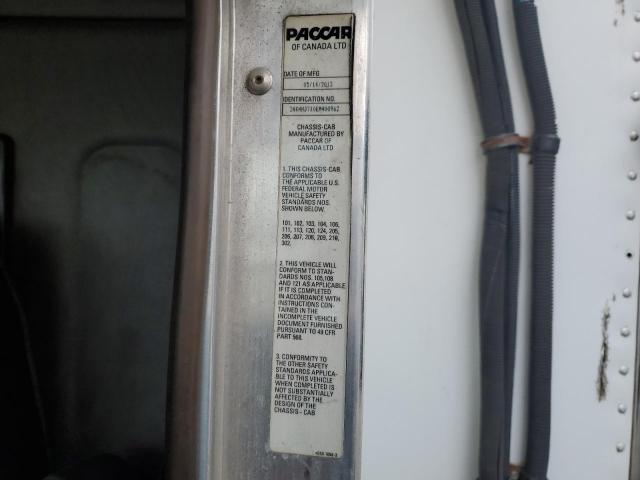 PACCAR
OF CANADA LTD
DATE OF MFG
05/16/2013
IDENTIFICATION NO.
CHASSIS-CAB
MANUFACTURED BY
PACCAR OF
CANADA LTD
1. THIS CHASSIS-CAB
CONFORMS TO
THE APPLICABLE U.S.
FEDERAL MOTOR
VEHICLE SAFETY
STANDARDS NOS.
SHOWN BELOW.
101, 102, 103, 104, 106,
111, 113, 120, 124, 205,
206, 207, 208, 209, 210,
302.
2. THIS VEHICLE WILL
CONFORM TO STAN-
DARDS NOS. 105,108
AND 121 AS APPLICABLE
IF IT IS COMPLETED
IN ACCORDANCE WITH
INSTRUCTIONS CON-
TAINED IN THE
INCOMPLETE VEHICLE
DOCUMENT FURNISHED
PURSUANT TO 49 CFR
PART 568.
3. CONFORMITY TO
THE OTHER SAFETY
STANDARDS APPLICA-
BLE TO THIS VEHICLE
WHEN COMPLETED IS
NOT SUBSTANTIALLY
AFFECTED BY THE
DESIGN OF THE
CHASSIS - CAB